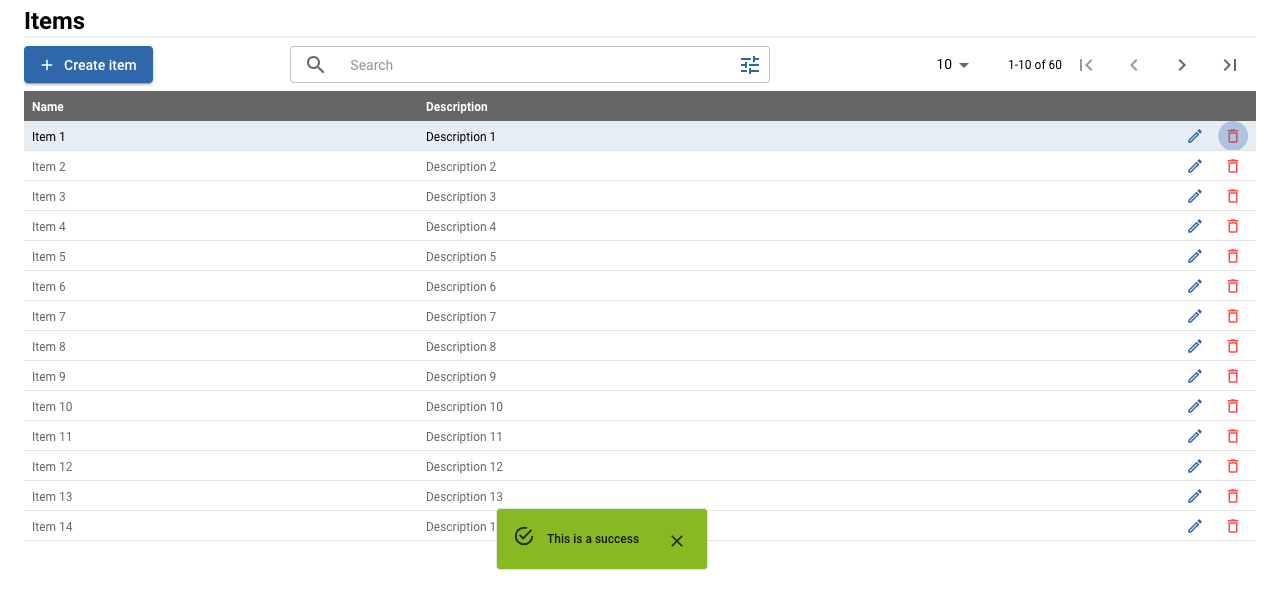 Items
Create item
Search
10
1-10 of 60
Name Description
Item 1 Description 1
Item 2 Description 2
Item 3 Description 3
Item 4 Description 4
Item 5 Description 5
Item 6 Description 6
Item 7 Description 7
Item 8 Description 8
Item 9 Description 9
Item 10 Description 10
Item 11 Description 11
Item 12 Description 12
Item 13 Description 13
Item 14 Description 1
This is a success